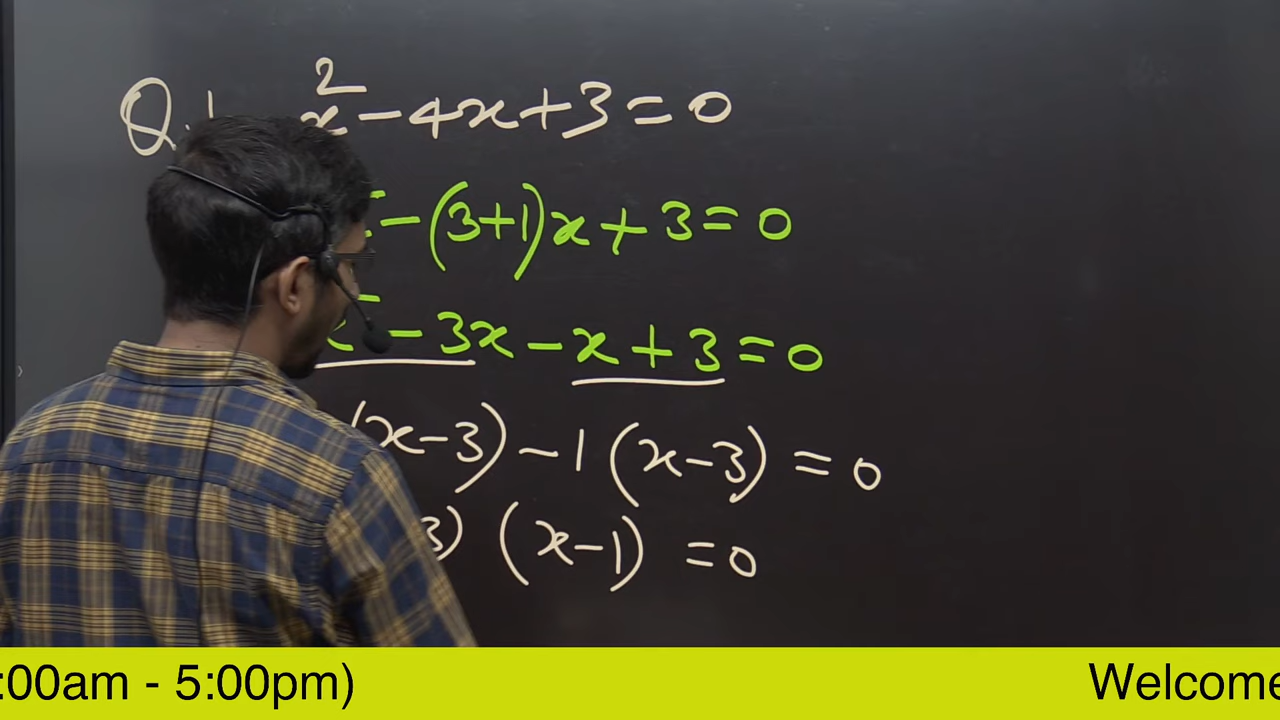 Q.1 x²-4x+3=0
-(3+1)x+3=0
-3x-x+3=0
(x-3)-1(x-3)=0
3)(x-1)=0
:00am - 5:00pm)
Welcome